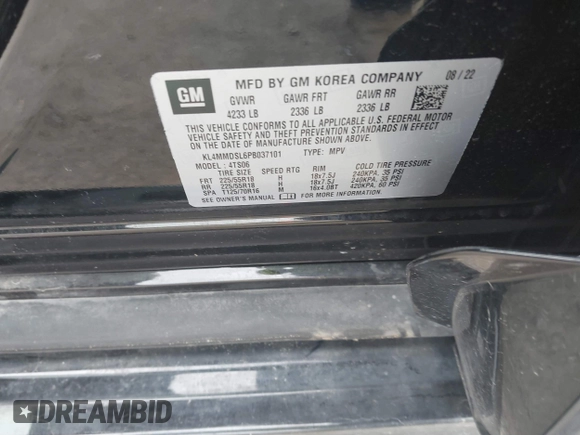 GM
MFD BY GM KOREA COMPANY 08 / 22
GVWR GAWR FRT GAWR RR
4233 LB 2336 LB 2336 LB
THIS VEHICLE CONFORMS TO ALL APPLICABLE U.S. FEDERAL MOTOR
VEHICLE SAFETY AND THEFT PREVENTION STANDARDS IN EFFECT
ON THE DATE OF MANUFACTURE SHOWN ABOVE.
KL4MMDSL6PB037101 TYPE: MPV
MODEL: 4TS06
TIRE SIZE SPEED RTG RIM COLD TIRE PRESSURE
FRT 225/55R18 H 18x7.5J 240KPA, 35 PSI
RR 225/55R18 H 18x7.5J 240KPA, 35 PSI
SPA T125/70R16 M 16x4.0BT 420KPA, 60 PSI
SEE OWNER'S MANUAL FOR MORE INFORMATION
DREAMBID